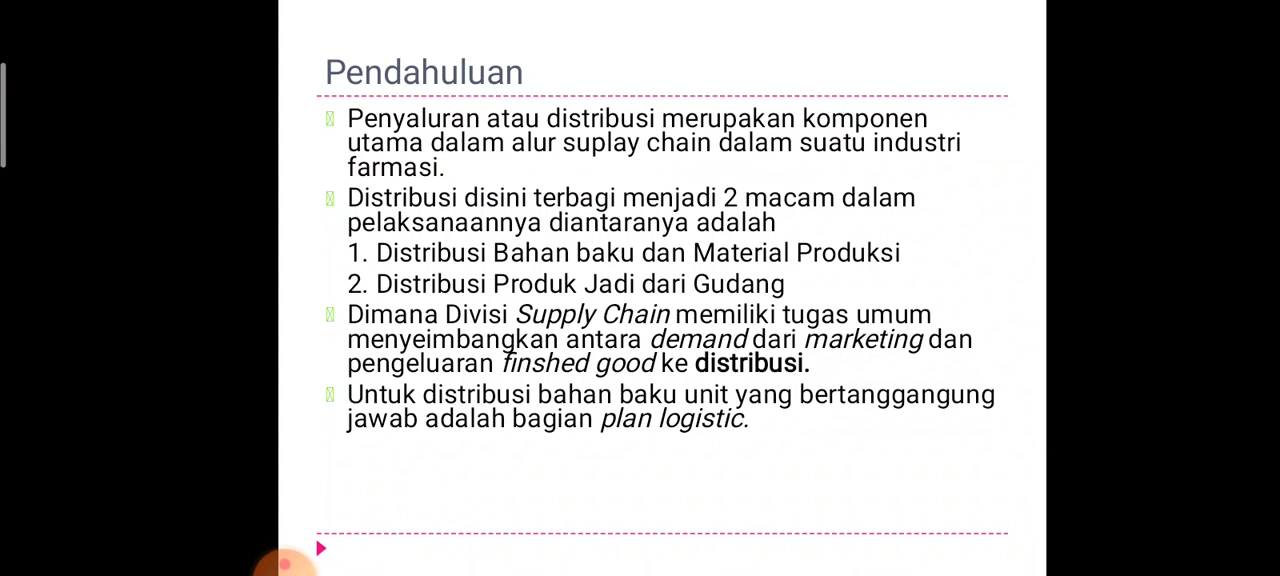 Pendahuluan
Penyaluran atau distribusi merupakan komponen
utama dalam alur suplay chain dalam suatu industri
farmasi.
Distribusi disini terbagi menjadi 2 macam dalam
pelaksanaannya diantaranya adalah
1. Distribusi Bahan baku dan Material Produksi
2. Distribusi Produk Jadi dari Gudang
Dimana Divisi Supply Chain memiliki tugas umum
menyeimbangkan antara demand dari marketing dan
pengeluaran finshed good ke distribusi.
Untuk distribusi bahan baku unit yang bertanggangung
jawab adalah bagian plan logistic.